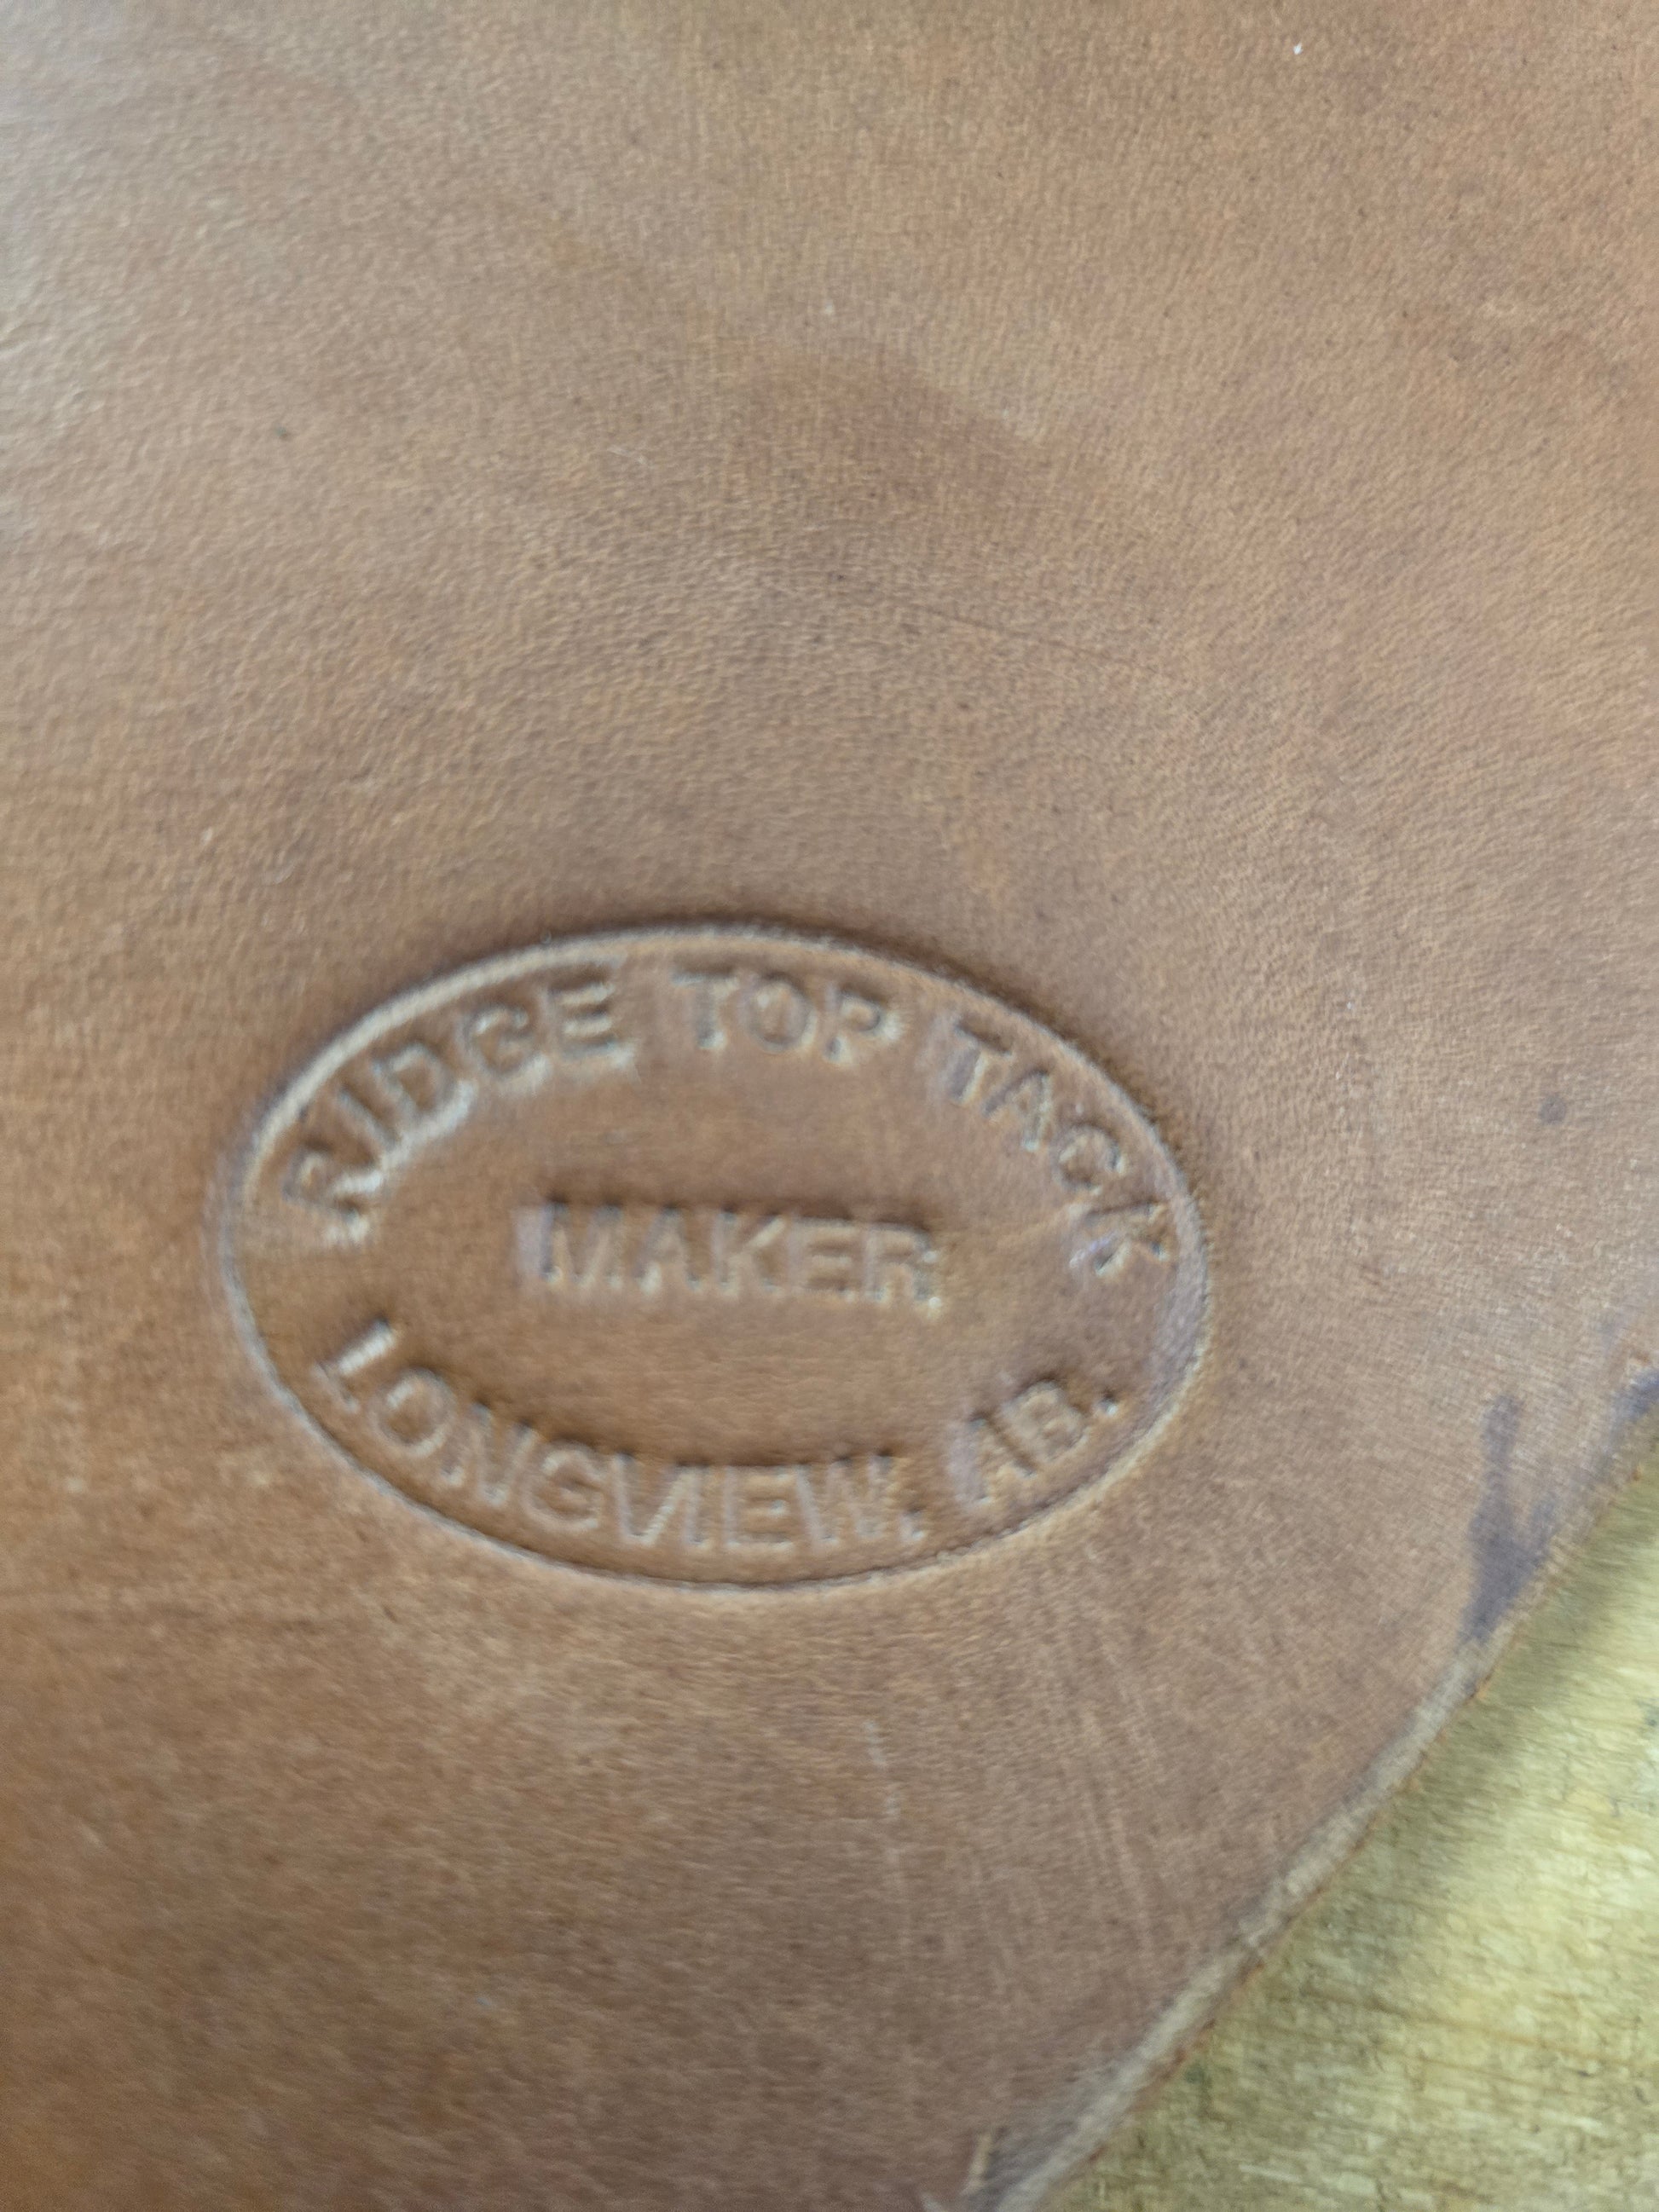 RIDGE TOP TACK
MAKER
LONGVIEW, AB.